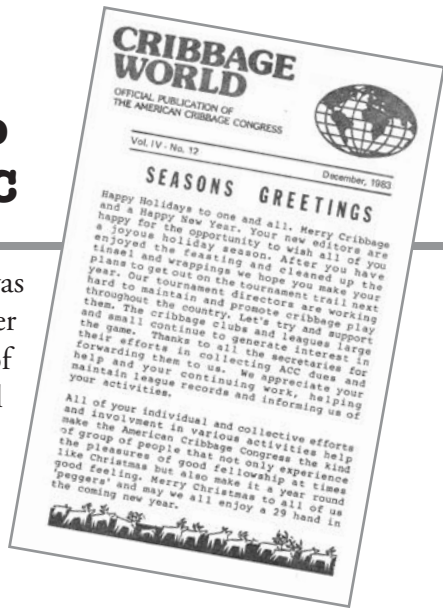 CRIBBAGE
WORLD
OFFICIAL PUBLICATION OF
THE AMERICAN CRIBBAGE CONGRESS
Vol. IV - No. 12
December, 1983
SEASONS GREETINGS
Happy Holidays to one and all. Merry Cribbage
and a Happy New Year. Your new editors are
happy for the opportunity to wish all of you
a joyous holiday season. After you have
enjoyed the feasting and cleaned up the
tinsel and wrappings we hope you make your
plans to get out on the tournament trail next
year. Our tournament directors are working
hard to maintain and promote cribbage play
throughout the country. Let's try and support
them. The cribbage clubs and leagues large
and small continue to generate interest in
the game. Thanks to all the secretaries for
their efforts in collecting ACC dues and
forwarding them to us. We appreciate your
help and your continuing work, helping
maintain league records and informing us of
your activities.
All of your individual and collective efforts
and involvment in various activities help
make the American Cribbage Congress the kind
of group of people that not only experience
the pleasures of good fellowship at times
like Christmas but also make it a year round
good feeling. Merry Christmas to all of us
'peggers' and may we all enjoy a 29 hand in
the coming new year.
C
vas
er
of